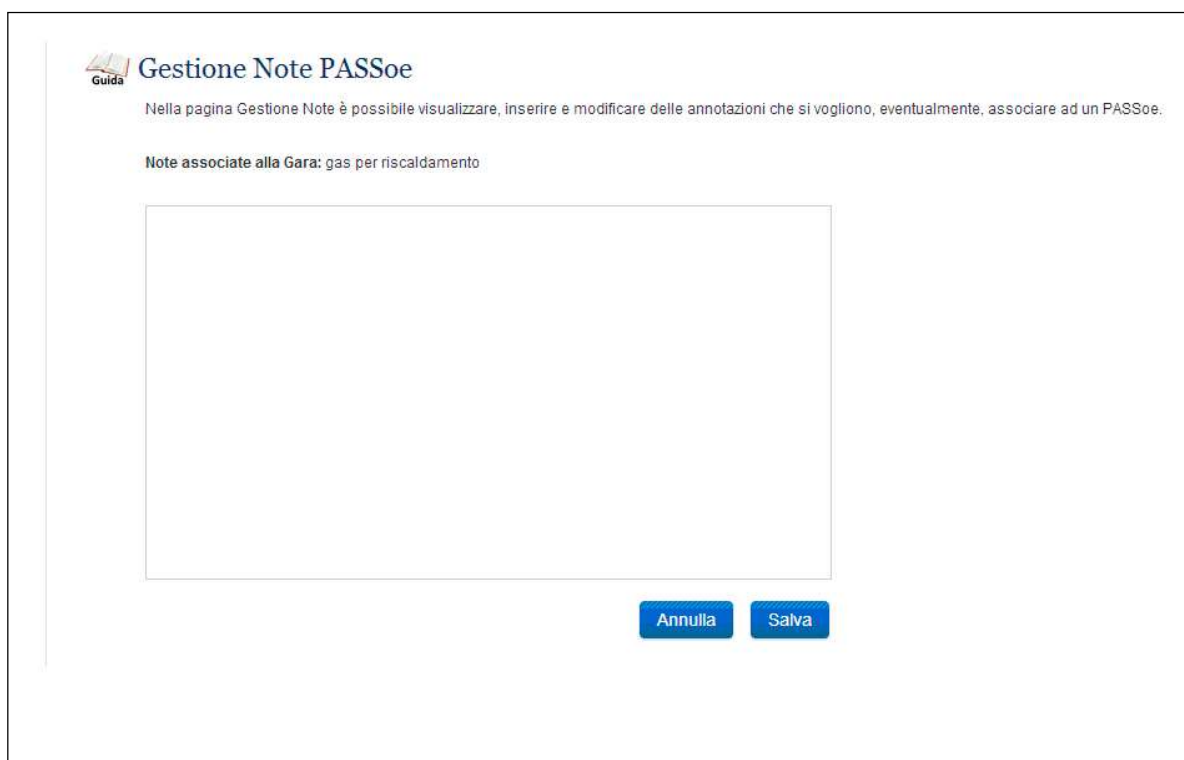 Guida
Gestione Note PASSoe
Nella pagina Gestione Note è possibile visualizzare, inserire e modificare delle annotazioni che si vogliono, eventualmente, associare ad un PASSoe.
Note associate alla Gara: gas per riscaldamento
Annulla
Salva